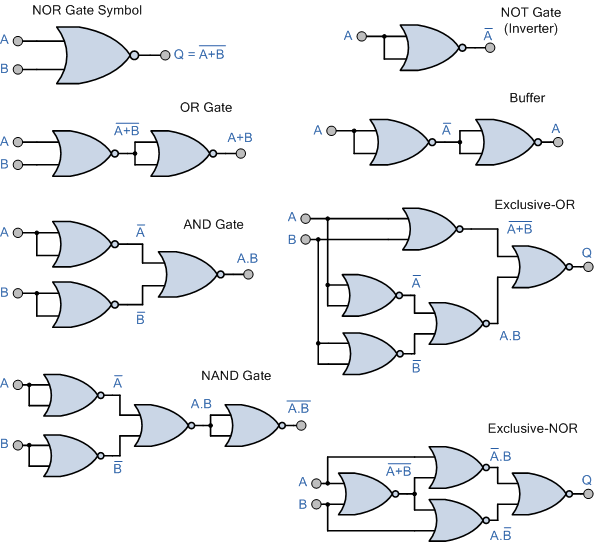 NOR Gate Symbol
A
B
Q = A̅+̅B̅
NOT Gate
(Inverter)
A
A̅
OR Gate
A
B
A̅+̅B̅
A+B
Buffer
A
A̅
A
AND Gate
A
B
A̅
B̅
A.B
Exclusive-OR
A
B
A̅+̅B̅
A̅
B̅
A.B
Q
NAND Gate
A
B
A̅
B̅
A.B
A̅.̅B̅
Exclusive-NOR
A
B
A̅+̅B̅
A̅.B
A.B̅
Q